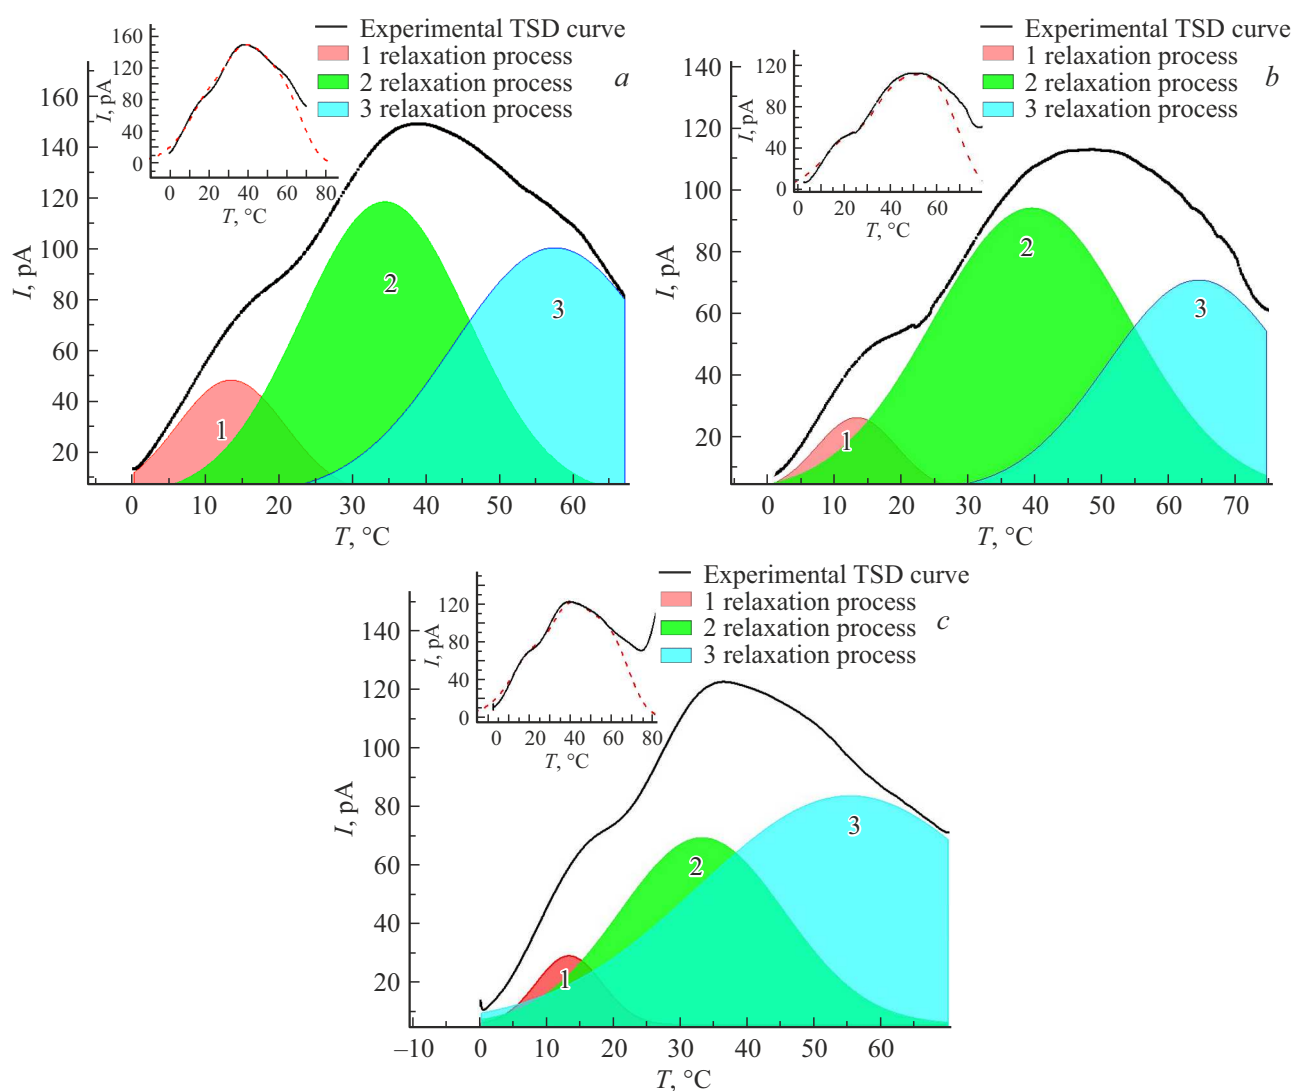 Experimental TSD curve
1 relaxation process
2 relaxation process
3 relaxation process
a
160
120
80
40
0
I, pA
0 20 40 60 80
T, °C
160
140
120
100
80
60
40
20
I, pA
1
2
3
0 10 20 30 40 50 60
T, °C
Experimental TSD curve
1 relaxation process
2 relaxation process
3 relaxation process
b
120
80
40
0
I, pA
0 20 40 60
T, °C
140
120
100
80
60
40
20
I, pA
1
2
3
0 10 20 30 40 50 60 70
T, °C
Experimental TSD curve
1 relaxation process
2 relaxation process
3 relaxation process
c
120
80
40
0
I, pA
0 20 40 60 80
T, °C
140
120
100
80
60
40
20
I, pA
1
2
3
–10 0 10 20 30 40 50 60
T, °C